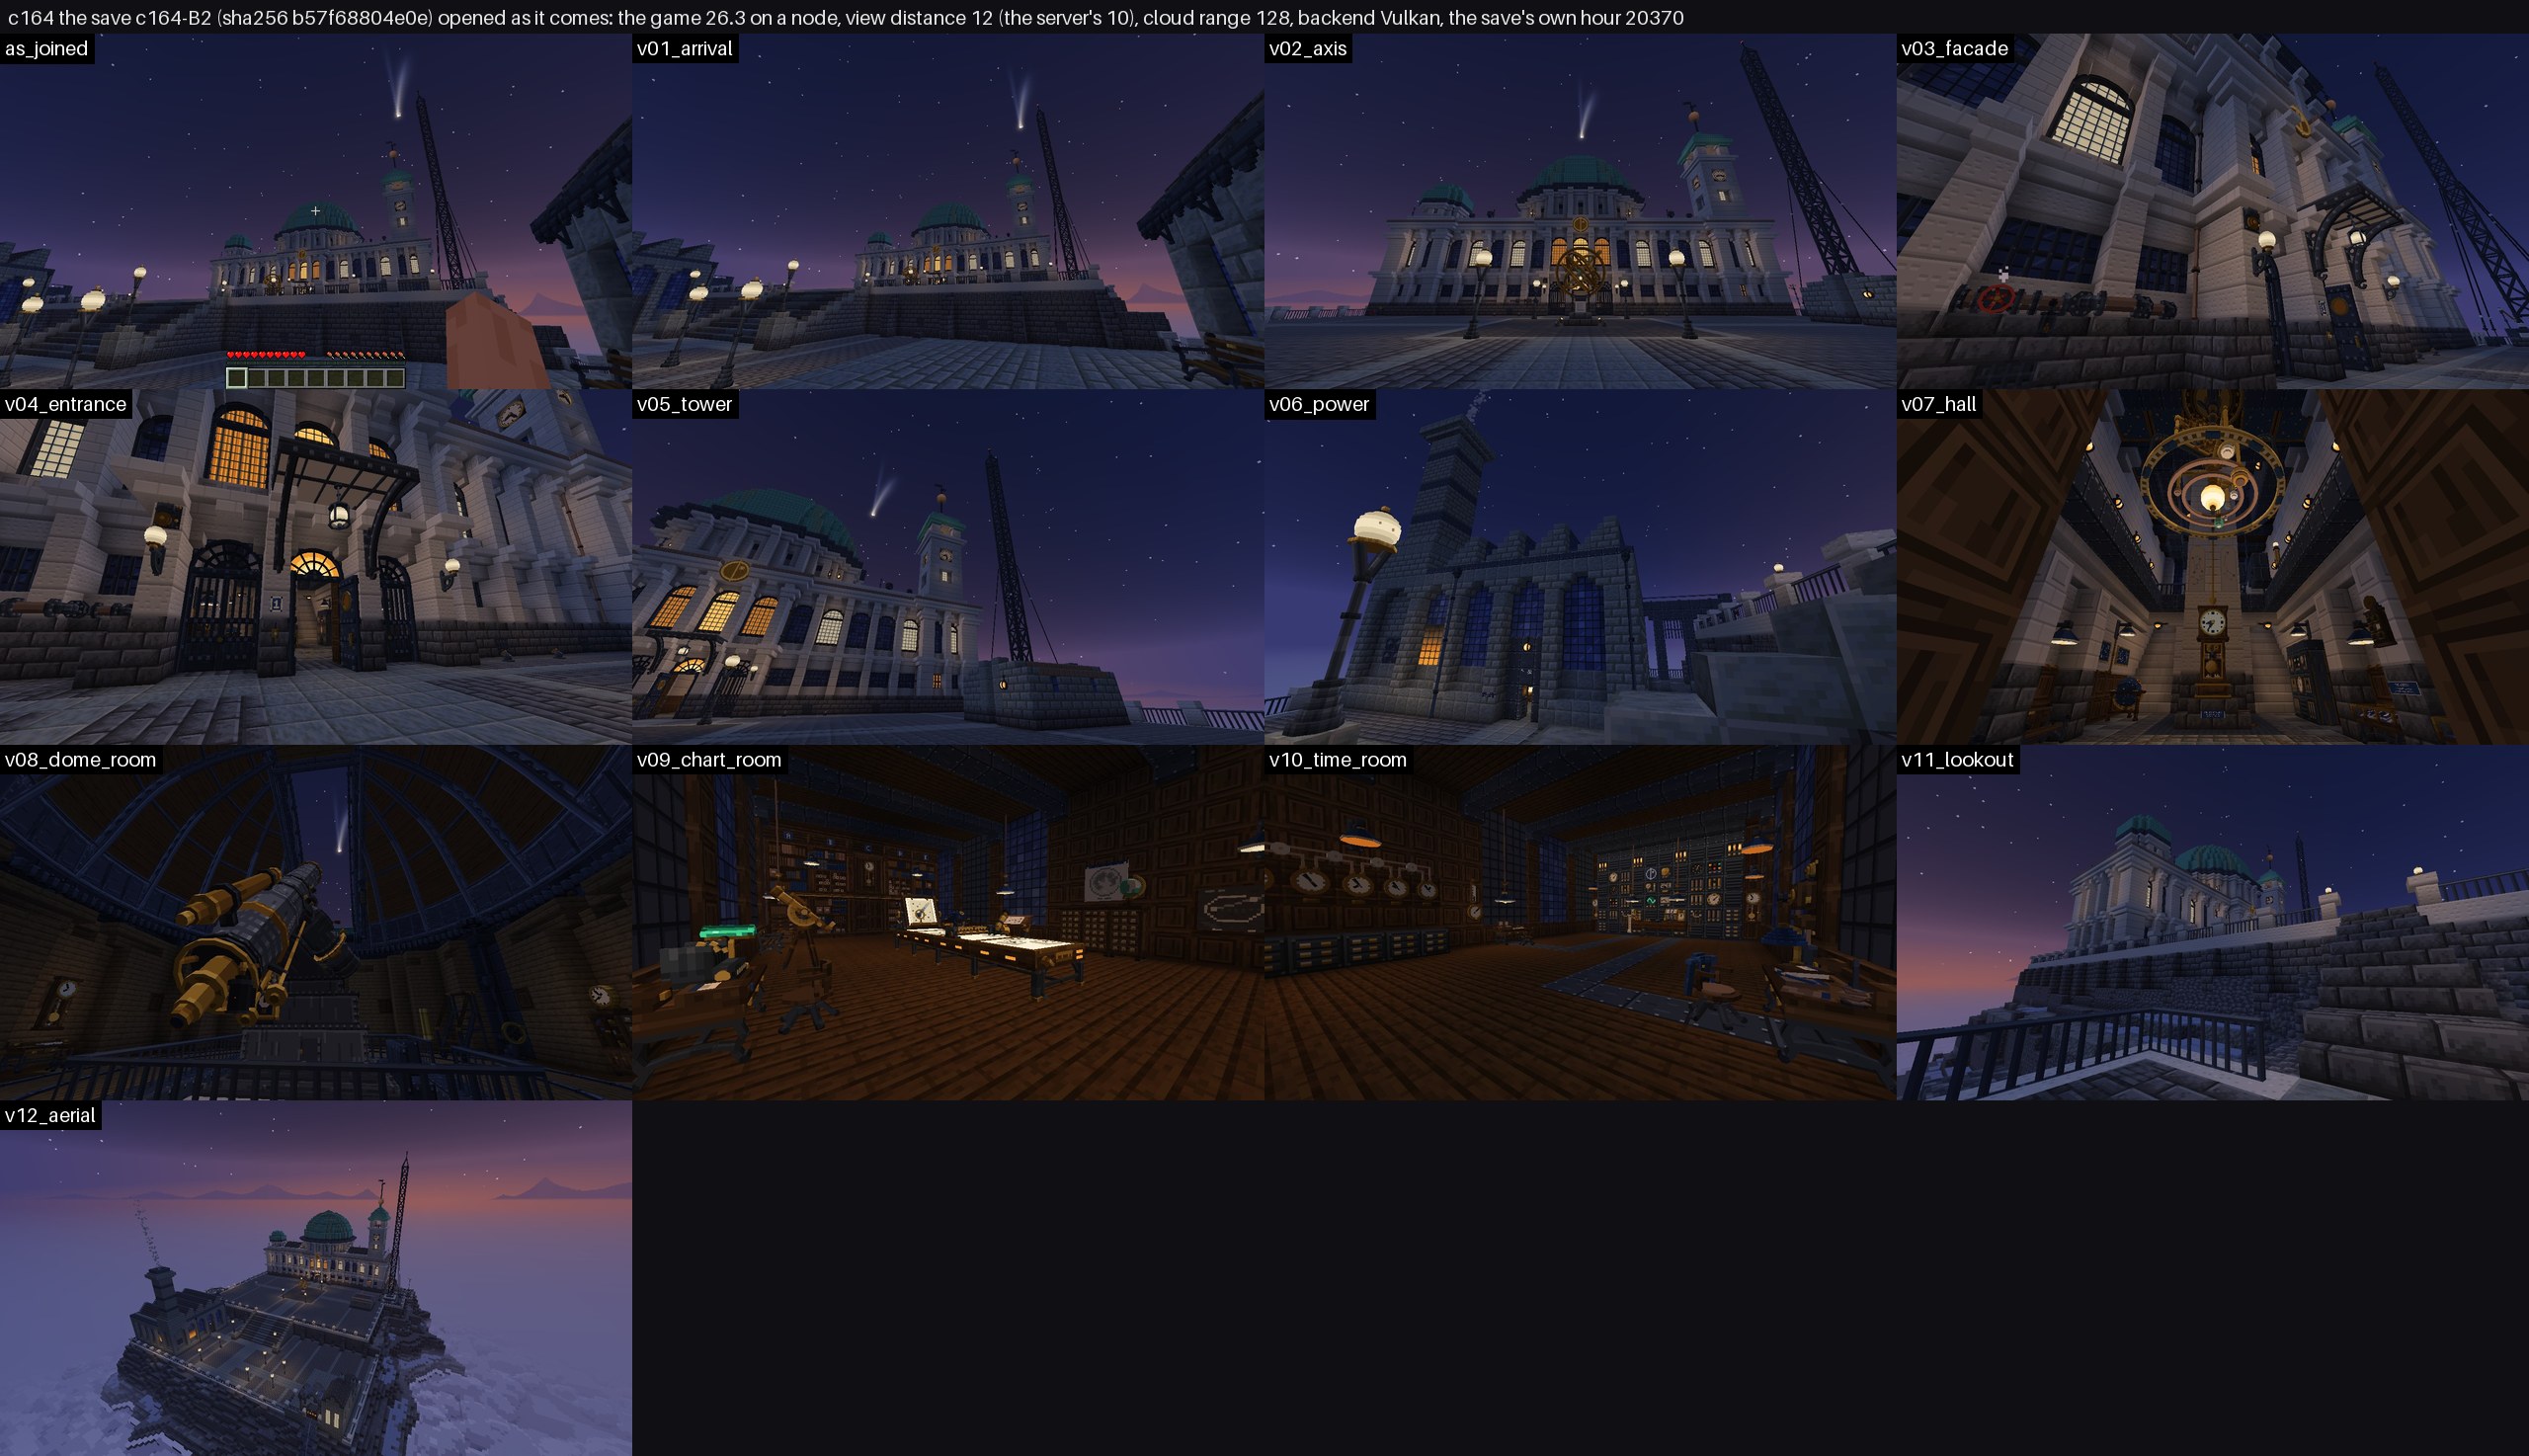 c164 the save c164-B2 (sha256 b57f68804e0e) opened as it comes: the game 26.3 on a node, view distance 12 (the server's 10), cloud range 128, backend Vulkan, the save's own hour 20370
as_joined
v01_arrival
v02_axis
v03_facade
v04_entrance
v05_tower
v06_power
v07_hall
v08_dome_room
v09_chart_room
v10_time_room
v11_lookout
v12_aerial